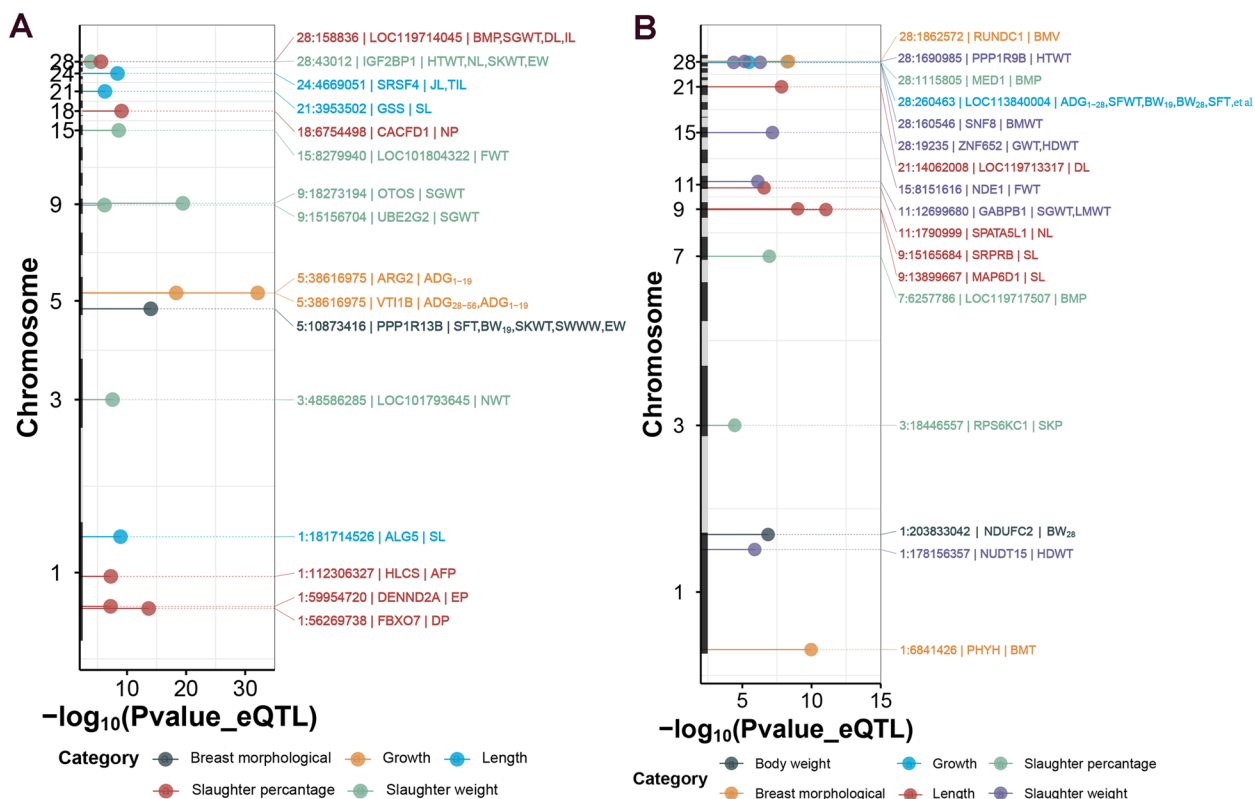 A
28:158836 | LOC119714045 | BMP,SGWT,DL,IL
28:43012 | IGF2BP1 | HTWT,NL,SKWT,EW
24:4669051 | SRSF4 | JL,TIL
21:3953502 | GSS | SL
18:6754498 | CACFD1 | NP
15:8279940 | LOC101804322 | FWT
9:18273194 | OTOS | SGWT
9:15156704 | UBE2G2 | SGWT
5:38616975 | ARG2 | ADG₁₋₁₉
5:38616975 | VTI1B | ADG₂₈₋₅₆,ADG₁₋₁₉
5:10873416 | PPP1R13B | SFT,BW₁₉,SKWT,SWWW,EW
3:48586285 | LOC101793645 | NWT
1:181714526 | ALG5 | SL
1:112306327 | HLCS | AFP
1:59954720 | DENND2A | EP
1:56269738 | FBXO7 | DP
28
24
21
18
15
9
5
3
1
Chromosome
10 20 30
−log₁₀(Pvalue_eQTL)
Category Breast morphological Growth Length
Slaughter percentage Slaughter weight
B
28:1862572 | RUNDC1 | BMV
28:1690985 | PPP1R9B | HTWT
28:1115805 | MED1 | BMP
28:260463 | LOC113840004 | ADG₁₋₂₈,SFWT,BW₁₉,BW₂₈,SFT,et al
28:160546 | SNF8 | BMWT
28:19235 | ZNF652 | GWT,HDWT
21:14062008 | LOC119713317 | DL
15:8151616 | NDE1 | FWT
11:12699680 | GABPB1 | SGWT,LMWT
11:1790999 | SPATA5L1 | NL
9:15165684 | SRPRB | SL
9:13899667 | MAP6D1 | SL
7:6257786 | LOC119717507 | BMP
3:18446557 | RPS6KC1 | SKP
1:203833042 | NDUFC2 | BW₂₈
1:178156357 | NUDT15 | HDWT
1:6841426 | PHYH | BMT
28
21
15
11
9
7
3
1
Chromosome
5 10 15
−log₁₀(Pvalue_eQTL)
Category Body weight Growth Slaughter percentage
Breast morphological Length Slaughter weight